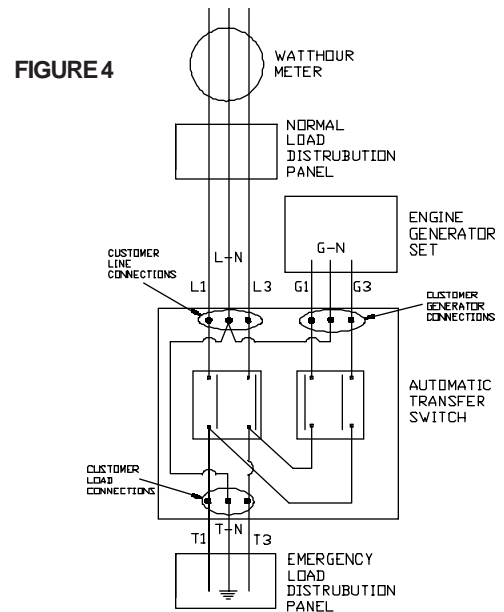 FIGURE 4
WATTHOUR
METER
NORMAL
LOAD
DISTRUBUTION
PANEL
ENGINE
GENERATOR
SET
G-N
CUSTOMER
LINE
CONNECTIONS
L-N
L1
L3
G1
G3
CUSTOMER
GENERATOR
CONNECTIONS
AUTOMATIC
TRANSFER
SWITCH
CUSTOMER
LOAD
CONNECTIONS
T-N
T1
T3
EMERGENCY
LOAD
DISTRUBUTION
PANEL